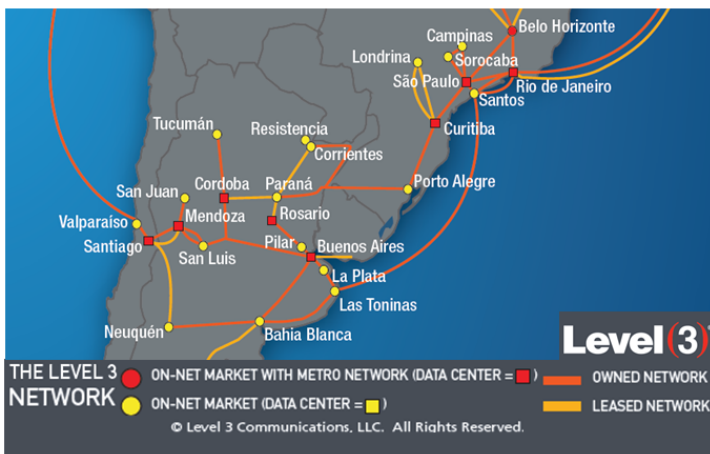 Belo Horizonte
Campinas
Londrina
Sorocaba
São Paulo
Rio de Janeiro
Santos
Tucumán
Resistencia
Curitiba
Corrientes
San Juan
Cordoba
Paraná
Porto Alegre
Valparaíso
Mendoza
Rosario
Santiago
Pilar
Buenos Aires
San Luis
La Plata
Las Toninas
Neuquén
Bahia Blanca
Level(3)®
THE LEVEL 3
NETWORK
ON-NET MARKET WITH METRO NETWORK (DATA CENTER = )
OWNED NETWORK
ON-NET MARKET (DATA CENTER = )
LEASED NETWORK
© Level 3 Communications, LLC. All Rights Reserved.